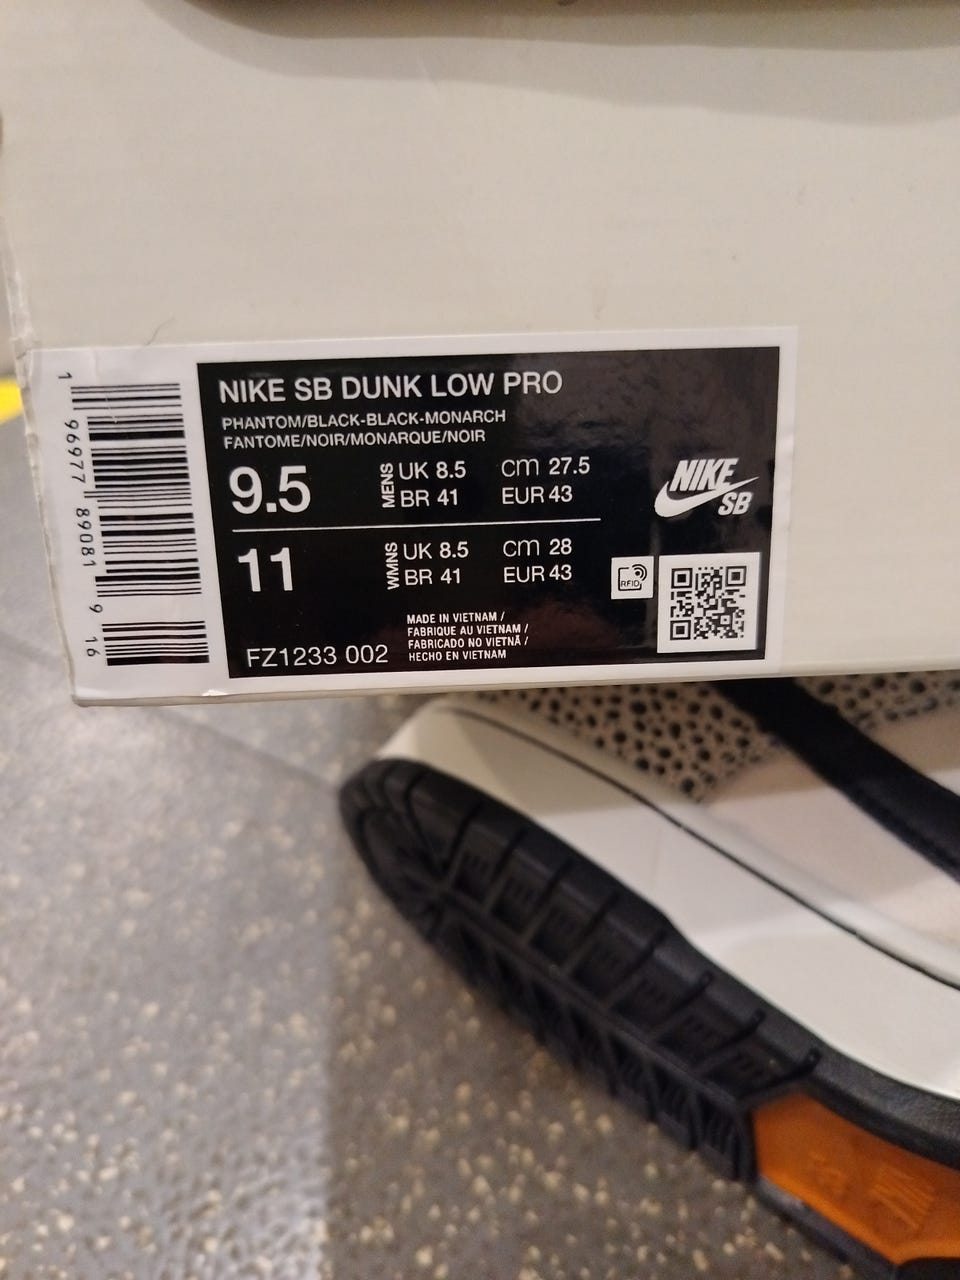 NIKE SB DUNK LOW PRO
PHANTOM/BLACK-BLACK-MONARCH
FANTOME/NOIR/MONARQUE/NOIR
9.5
MENS
UK 8.5
cm 27.5
BR 41
EUR 43
11
WMNS
UK 8.5
cm 28
BR 41
EUR 43
FZ1233 002
MADE IN VIETNAM /
FABRIQUE AU VIETNAM /
FABRICADO NO VIETNÃ /
HECHO EN VIETNAM
NIKE
SB
RFID
1 96977 89081 9 16